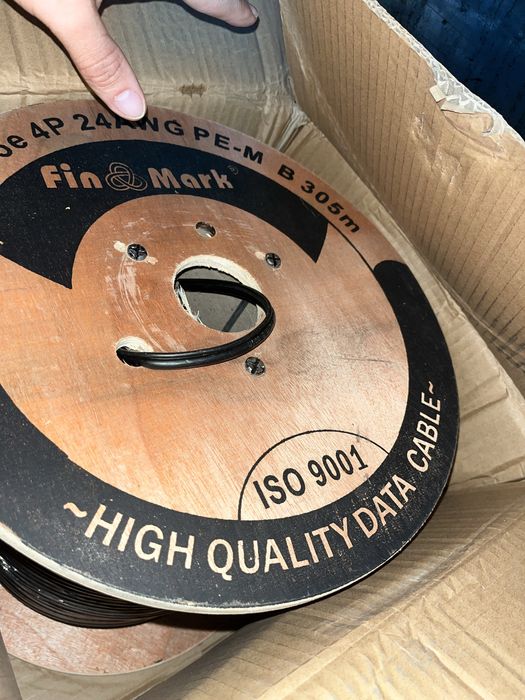 4P 24AWG PE-M B 305m
Fin Mark®
ISO 9001
~HIGH QUALITY DATA CABLE~